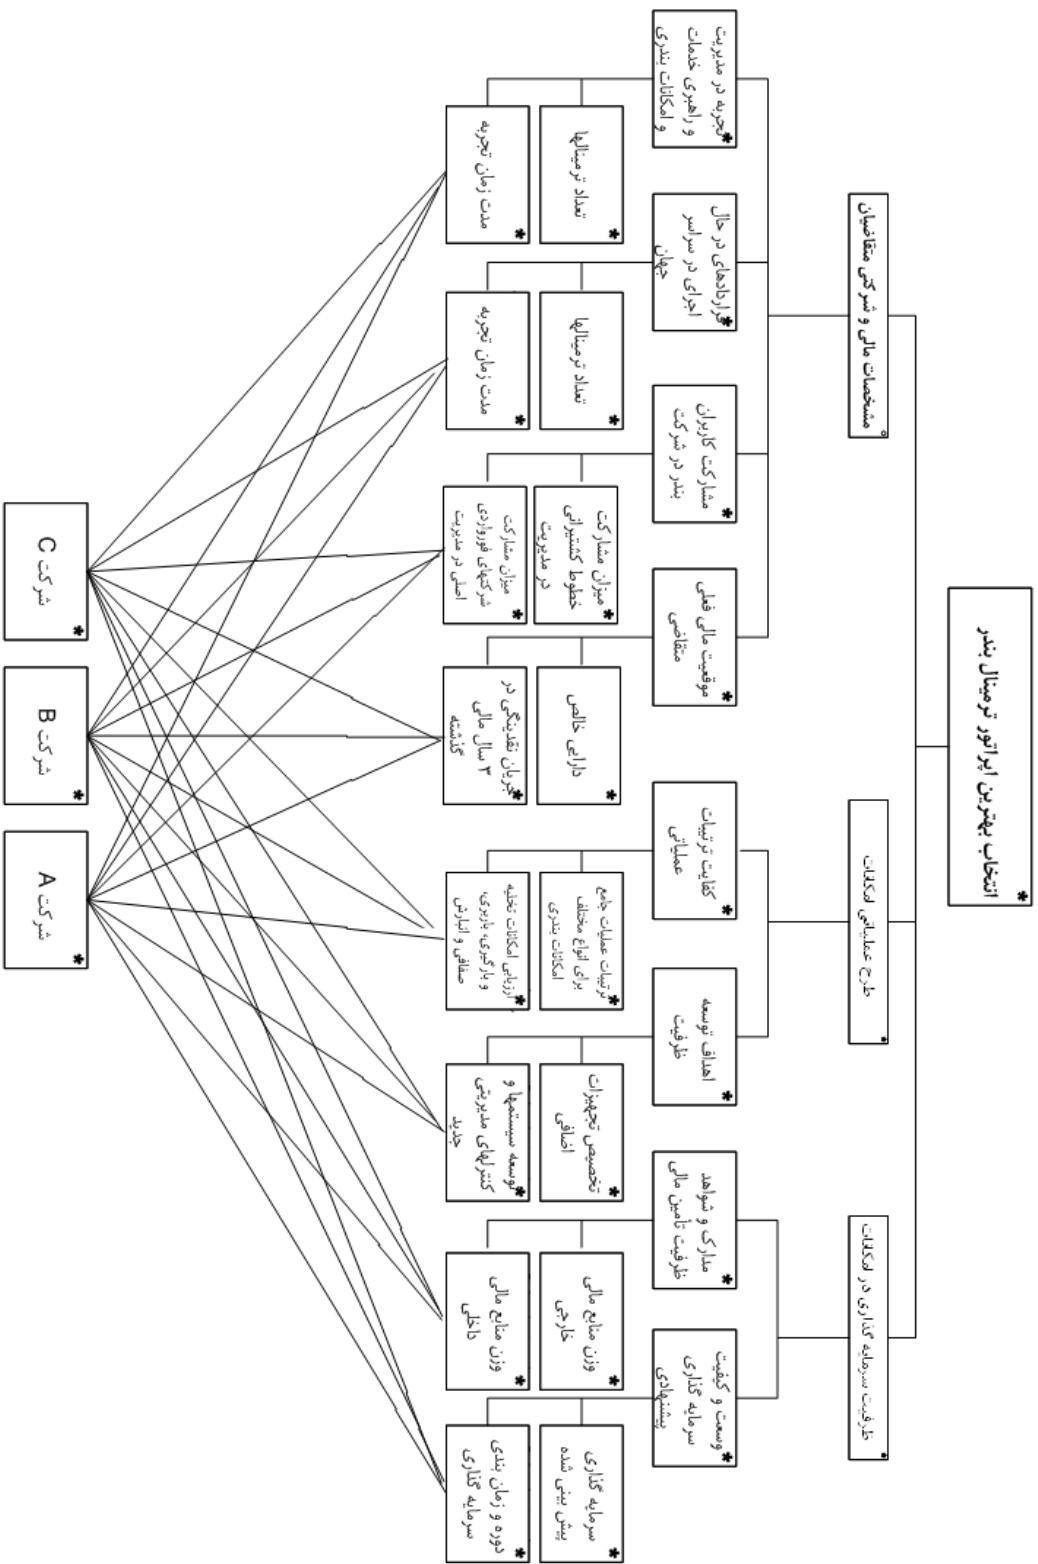 انتخاب بهترین اپراتور ترمینال بندر
*
مشخصات مالی و شرکتی متقاضیان
طرح عملیاتی امکانات
ظرفیت سرمایه گذاری در امکانات
تجربه در مدیریت
و راهبری خدمات
و امکانات بندری
*
قراردادهای در حال
اجرای در سراسر
جهان
*
مشارکت کاربران
بندر در شرکت
*
موقعیت مالی فعلی
متقاضی
*
کفایت ترتیبات
عملیاتی
*
اهداف توسعه
ظرفیت
*
مدارک و شواهد
ظرفیت تأمین مالی
*
وسعت و کیفیت
سرمایه گذاری
پیشنهادی
*
تعداد ترمینالها
*
مدت زمان تجربه
*
تعداد ترمینالها
*
مدت زمان تجربه
*
میزان مشارکت
خطوط کشتیرانی
در مدیریت
*
میزان مشارکت
شرکتهای فورواردی
اصلی در مدیریت
*
دارایی خالص
*
جریان نقدینگی در
۳ سال مالی
گذشته
*
ترتیبات عملیات جامع
برای انواع مختلف
امکانات بندری
*
ارزیابی امکانات تخلیه
و بارگیری، باربری،
صفافی و انبارش
*
تخصیص تجهیزات
اضافی
*
توسعه سیستمها و
کنترلهای مدیریتی
جدید
*
وزن منابع مالی
خارجی
*
وزن منابع مالی
داخلی
*
سرمایه گذاری
پیش بینی شده
*
دوره و زمان بندی
سرمایه گذاری
*
شرکت C
*
شرکت B
*
شرکت A
*